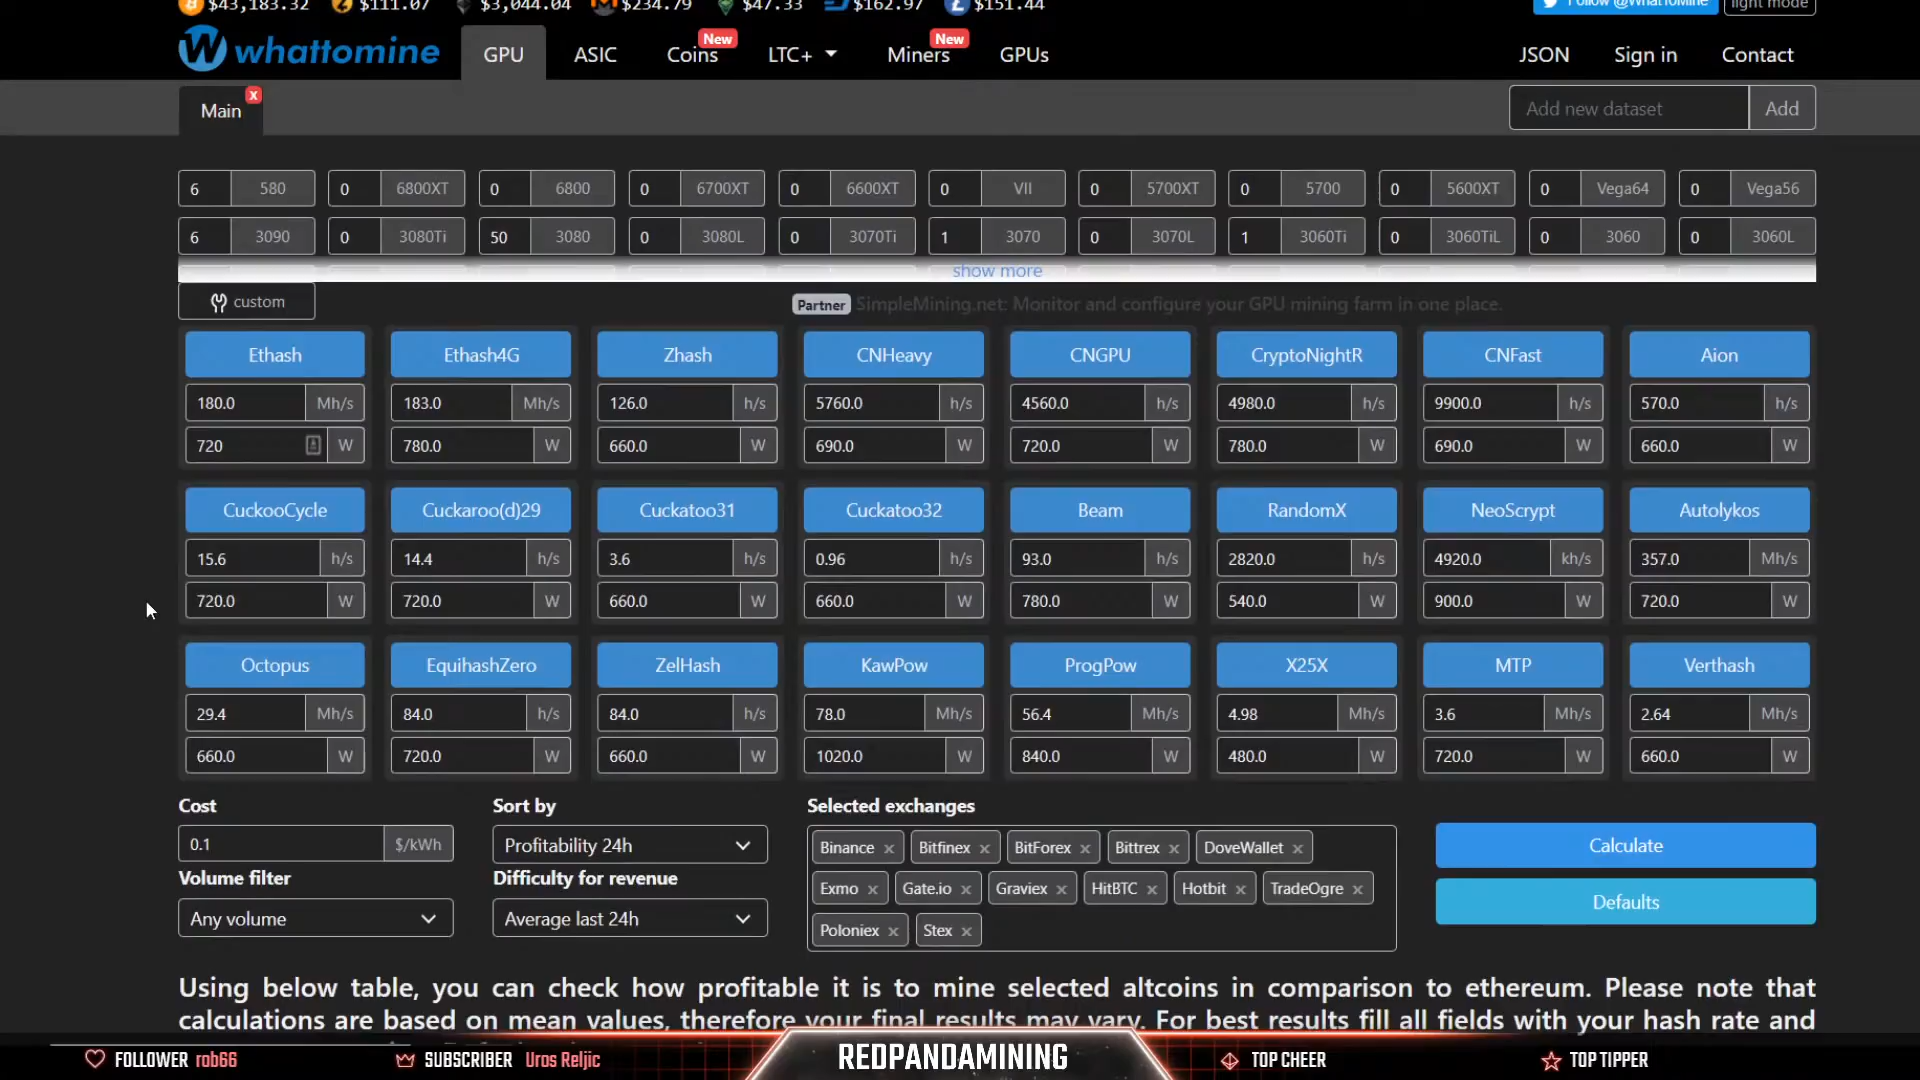 $43,183.32 $111.07 $3,044.04 $234.79 $47.33 $162.97 $151.44 Follow @WhatToMine light mode
whattomine GPU ASIC Coins New LTC+ Miners New GPUs JSON Sign in Contact
Main x Add new dataset Add
6 580 0 6800XT 0 6800 0 6700XT 0 6600XT 0 VII 0 5700XT 0 5700 0 5600XT 0 Vega64 0 Vega56
6 3090 0 3080Ti 50 3080 0 3080L 0 3070Ti 1 3070 0 3070L 1 3060Ti 0 3060TiL 0 3060 0 3060L
show more
custom Partner SimpleMining.net: Monitor and configure your GPU mining farm in one place.
Ethash Ethash4G Zhash CNHeavy CNGPU CryptoNightR CNFast Aion
180.0 Mh/s 183.0 Mh/s 126.0 h/s 5760.0 h/s 4560.0 h/s 4980.0 h/s 9900.0 h/s 570.0 h/s
720 W 780.0 W 660.0 W 690.0 W 720.0 W 780.0 W 690.0 W 660.0 W
CuckooCycle Cuckaroo(d)29 Cuckatoo31 Cuckatoo32 Beam RandomX NeoScrypt Autolykos
15.6 h/s 14.4 h/s 3.6 h/s 0.96 h/s 93.0 h/s 2820.0 h/s 4920.0 kh/s 357.0 Mh/s
720.0 W 720.0 W 660.0 W 660.0 W 780.0 W 540.0 W 900.0 W 720.0 W
Octopus EquihashZero ZelHash KawPow ProgPow X25X MTP Verthash
29.4 Mh/s 84.0 h/s 84.0 h/s 78.0 Mh/s 56.4 Mh/s 4.98 Mh/s 3.6 Mh/s 2.64 Mh/s
660.0 W 720.0 W 660.0 W 1020.0 W 840.0 W 480.0 W 720.0 W 660.0 W
Cost Sort by Selected exchanges
0.1 $/kWh Profitability 24h Binance × Bitfinex × BitForex × Bittrex × DoveWallet × Calculate
Volume filter Difficulty for revenue Exmo × Gate.io × Graviex × HitBTC × Hotbit × TradeOgre × Defaults
Any volume Average last 24h Poloniex × Stex ×
Using below table, you can check how profitable it is to mine selected altcoins in comparison to ethereum. Please note that
calculations are based on mean values, therefore your final results may vary. For best results fill all fields with your hash rate and
FOLLOWER rob66 SUBSCRIBER Uros Reljic REDPANDAMINING TOP CHEER TOP TIPPER